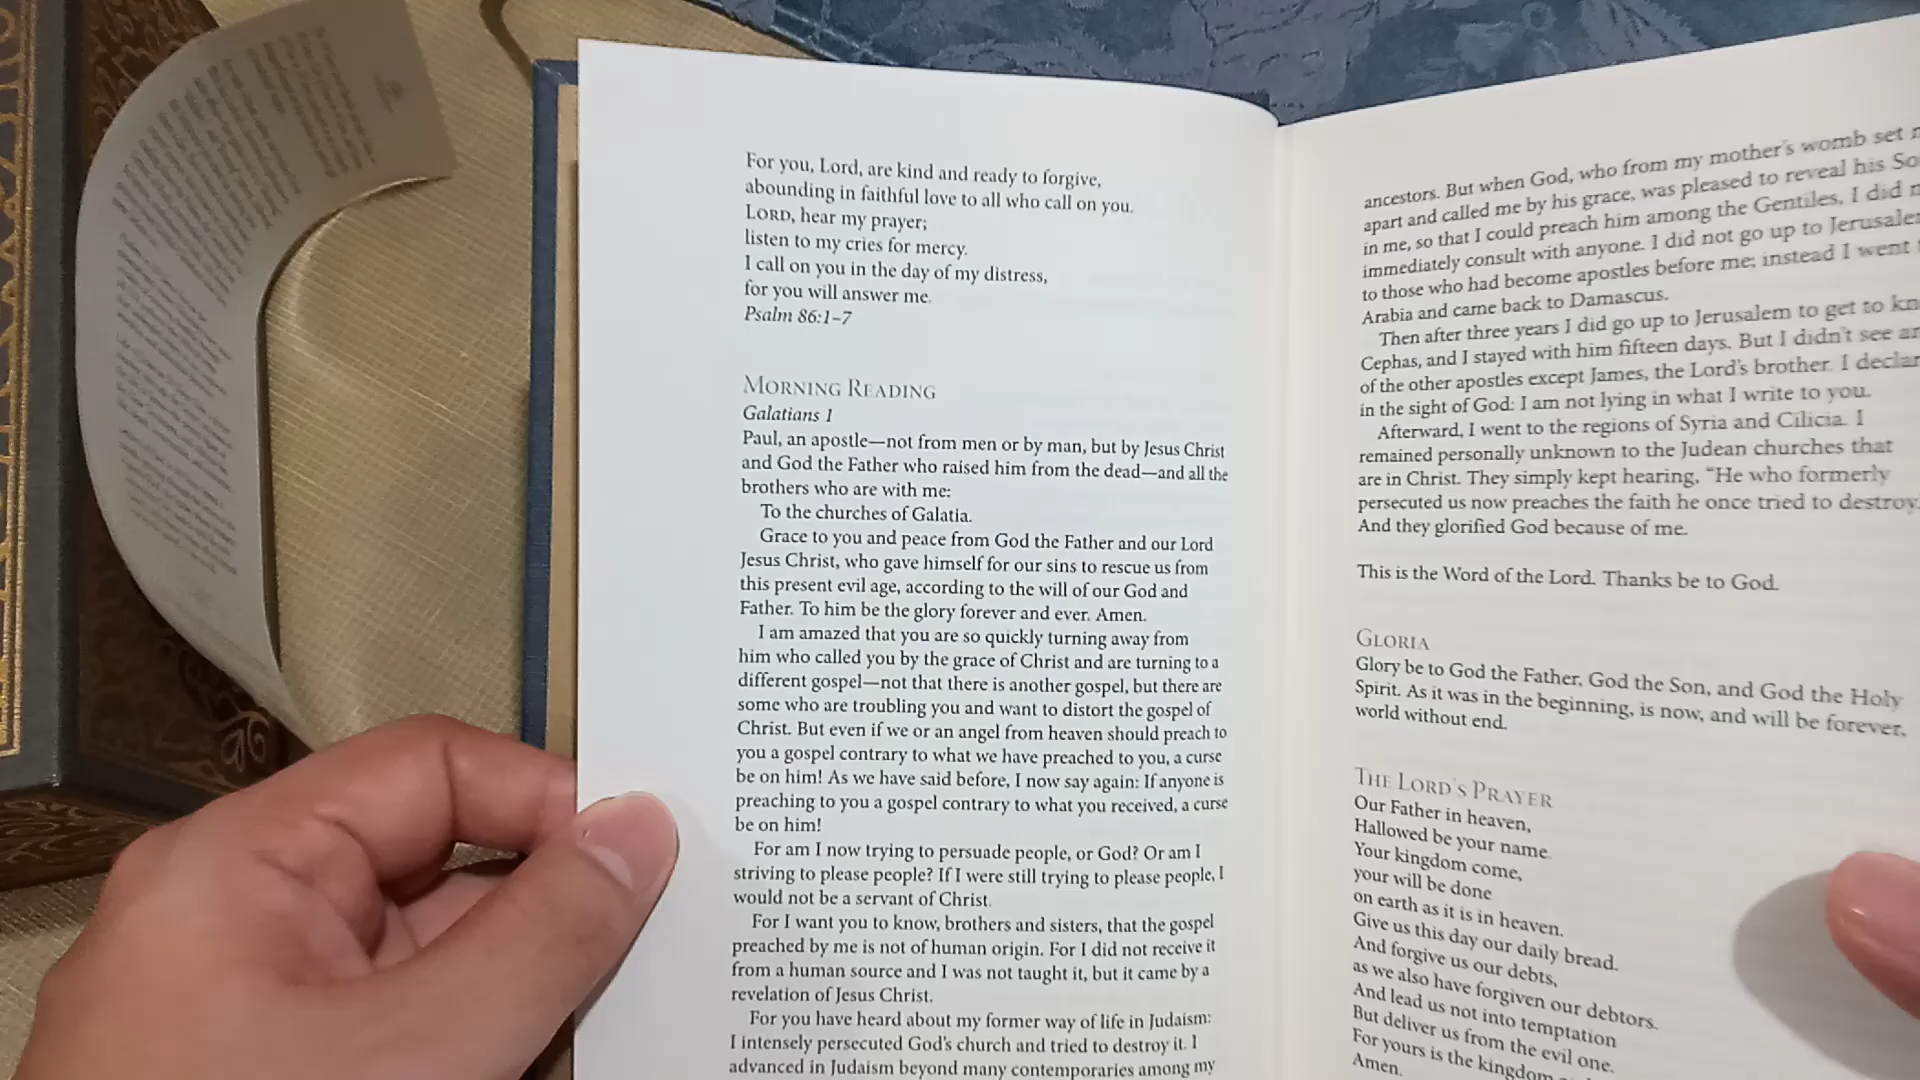 For you, Lord, are kind and ready to forgive,
abounding in faithful love to all who call on you.
LORD, hear my prayer;
listen to my cries for mercy.
I call on you in the day of my distress,
for you will answer me.
Psalm 86:1–7
MORNING READING
Galatians 1
Paul, an apostle—not from men or by man, but by Jesus Christ
and God the Father who raised him from the dead—and all the
brothers who are with me:
To the churches of Galatia.
Grace to you and peace from God the Father and our Lord
Jesus Christ, who gave himself for our sins to rescue us from
this present evil age, according to the will of our God and
Father. To him be the glory forever and ever. Amen.
I am amazed that you are so quickly turning away from
him who called you by the grace of Christ and are turning to a
different gospel—not that there is another gospel, but there are
some who are troubling you and want to distort the gospel of
Christ. But even if we or an angel from heaven should preach to
you a gospel contrary to what we have preached to you, a curse
be on him! As we have said before, I now say again: If anyone is
preaching to you a gospel contrary to what you received, a curse
be on him!
For am I now trying to persuade people, or God? Or am I
striving to please people? If I were still trying to please people, I
would not be a servant of Christ.
For I want you to know, brothers and sisters, that the gospel
preached by me is not of human origin. For I did not receive it
from a human source and I was not taught it, but it came by a
revelation of Jesus Christ.
For you have heard about my former way of life in Judaism:
I intensely persecuted God's church and tried to destroy it. I
advanced in Judaism beyond many contemporaries among my
ancestors. But when God, who from my mother's womb set
apart and called me by his grace, was pleased to reveal his
in me, so that I could preach him among the Gentiles, I did
immediately consult with anyone. I did not go up to
to those who had become apostles before me; instead I went
Arabia and came back to Damascus.
Then after three years I did go up to Jerusalem to get to
Cephas, and I stayed with him fifteen days. But I didn't see
of the other apostles except James, the Lord's brother. I
in the sight of God: I am not lying in what I write to you.
Afterward, I went to the regions of Syria and Cilicia. I
remained personally unknown to the Judean churches that
are in Christ. They simply kept hearing, “He who formerly
persecuted us now preaches the faith he once tried to destroy.
And they glorified God because of me.
This is the Word of the Lord. Thanks be to God.
GLORIA
Glory be to God the Father, God the Son, and God the Holy
Spirit. As it was in the beginning, is now, and will be forever,
world without end.
THE LORD'S PRAYER
Our Father in heaven,
Hallowed be your name.
Your kingdom come,
your will be done
on earth as it is in heaven.
Give us this day our daily bread.
And forgive us our debts,
as we also have forgiven our debtors.
And lead us not into temptation
But deliver us from the evil one.
For yours is the kingdom
Amen.